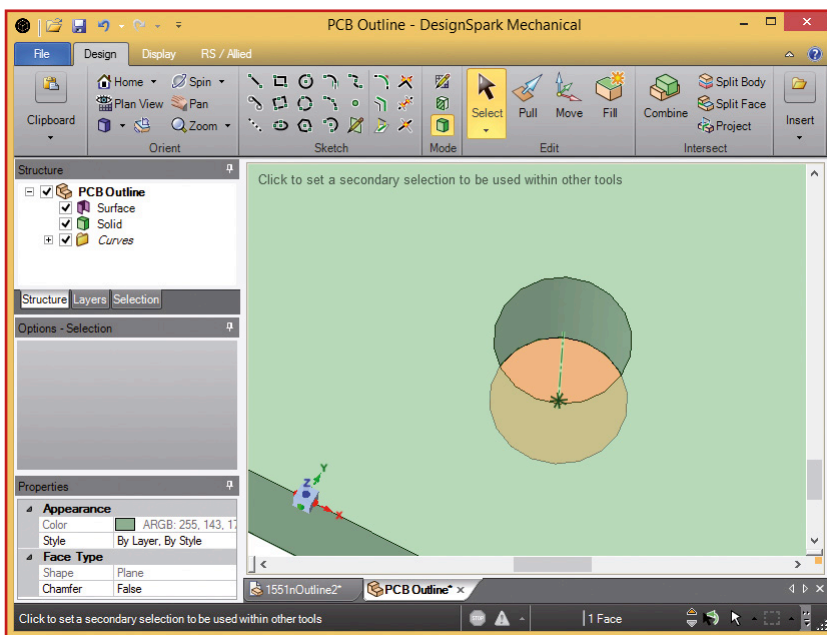 PCB Outline - DesignSpark Mechanical
File Design Display RS / Allied
Clipboard
Home Spin
Plan View Pan
Zoom
Orient
Sketch
Mode
Select Pull Move Fill
Edit
Combine
Split Body
Split Face
Project
Intersect
Insert
Structure
PCB Outline
Surface
Solid
Curves
Structure Layers Selection
Options - Selection
Properties
Appearance
Color ARGB: 255, 143, 17
Style By Layer, By Style
Face Type
Shape Plane
Chamfer False
Click to set a secondary selection to be used within other tools
Y
Z
X
1551nOutline2* PCB Outline* ×
Click to set a secondary selection to be used within other tools
1 Face